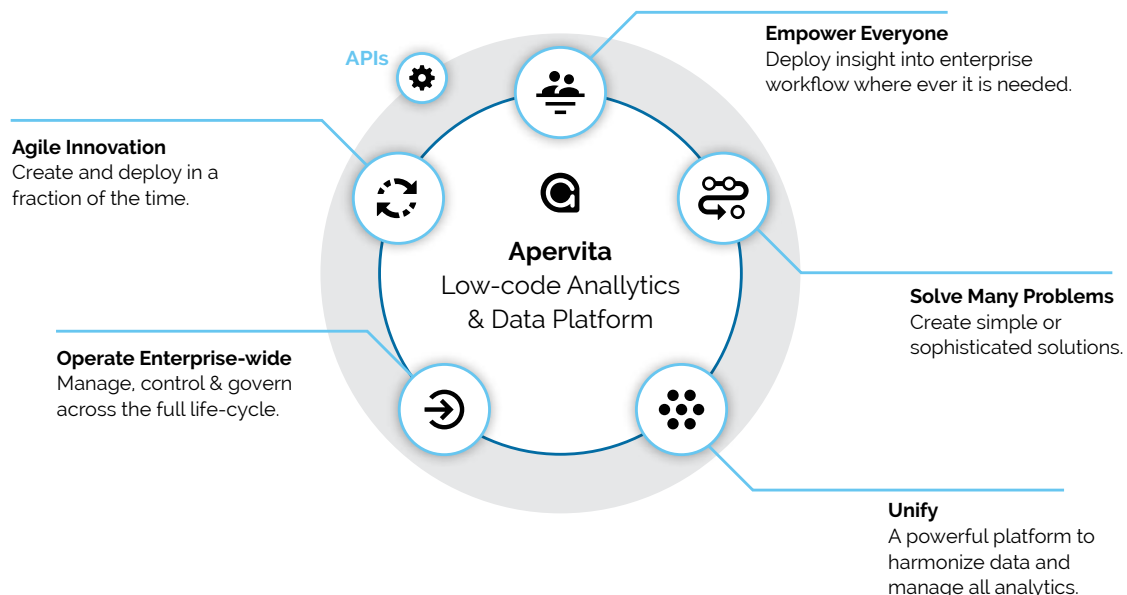 APIs
Empower Everyone
Deploy insight into enterprise
workflow where ever it is needed.
Agile Innovation
Create and deploy in a
fraction of the time.
Apervita
Low-code Anallytics
& Data Platform
Solve Many Problems
Create simple or
sophisticated solutions.
Operate Enterprise-wide
Manage, control & govern
across the full life-cycle.
Unify
A powerful platform to
harmonize data and
manage all analytics.